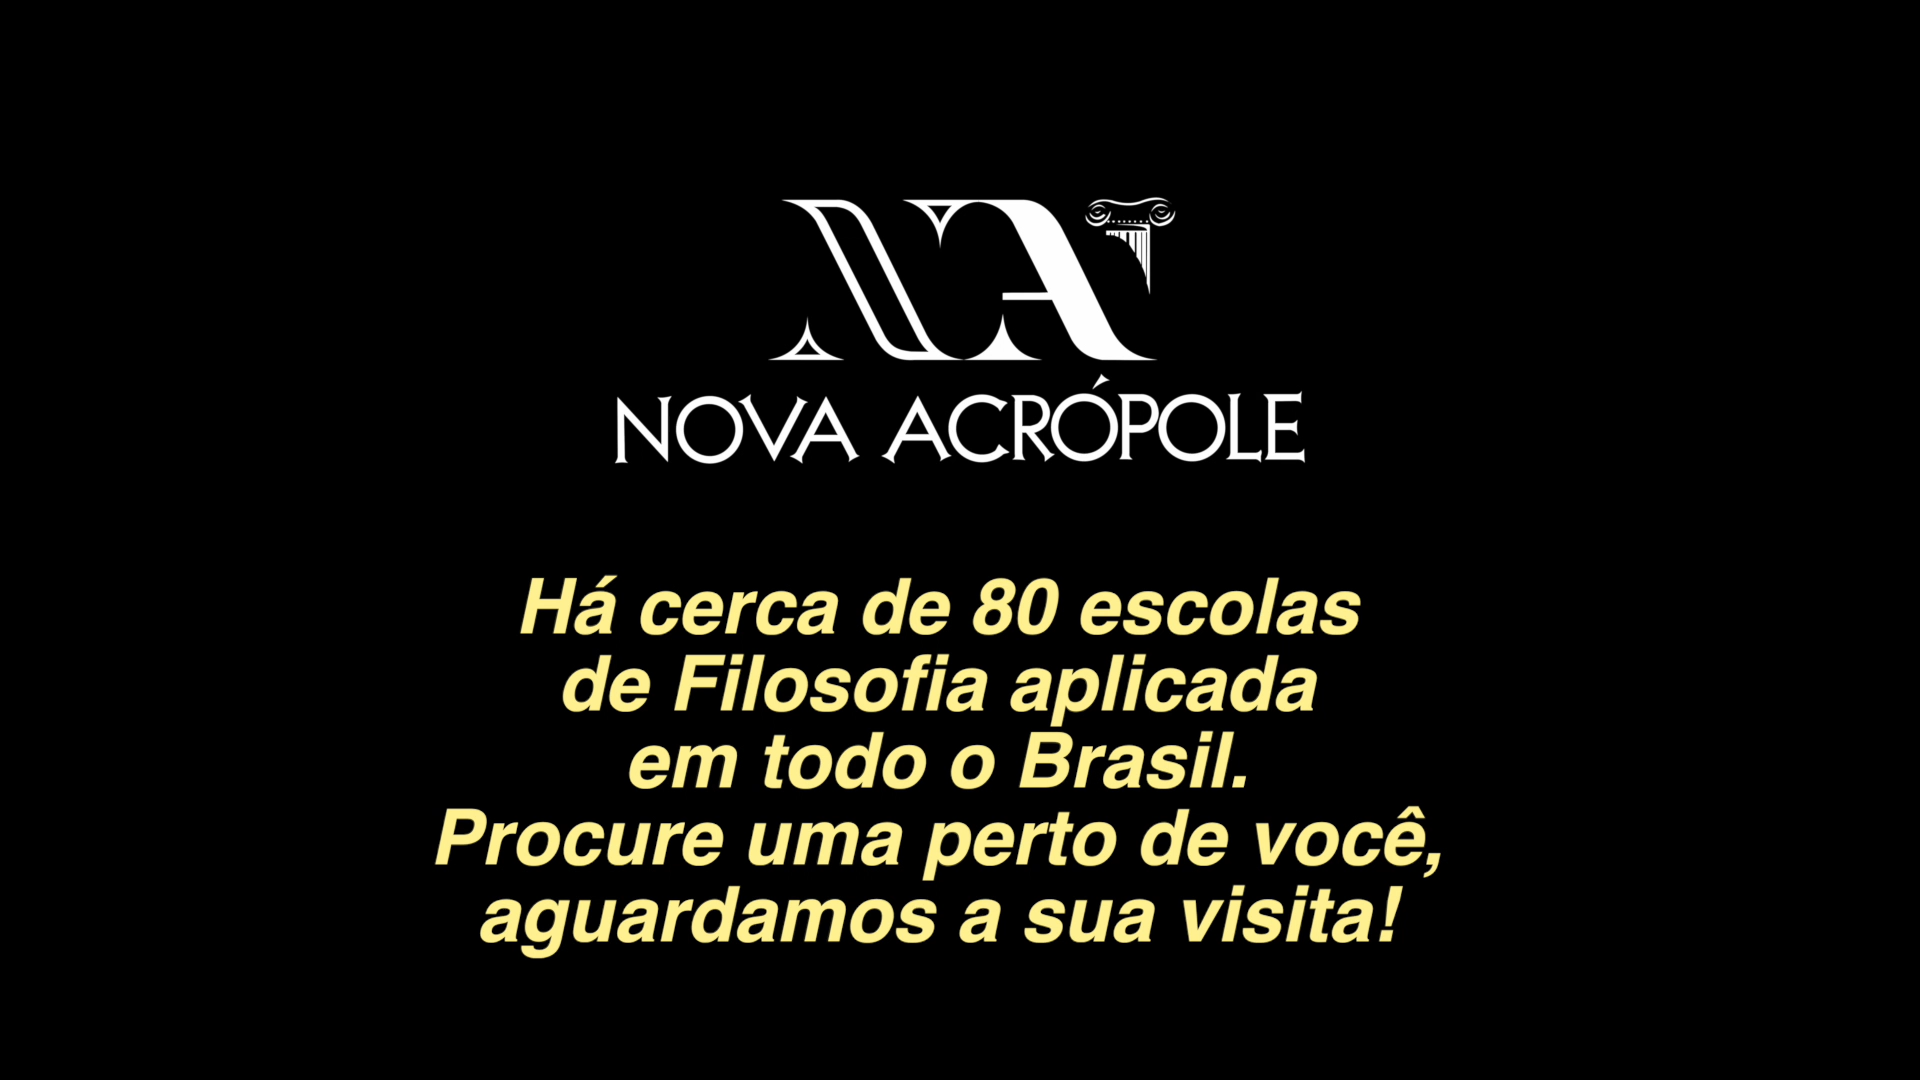 NA
NOVA ACRÓPOLE
Há cerca de 80 escolas
de Filosofia aplicada
em todo o Brasil.
Procure uma perto de você,
aguardamos a sua visita!